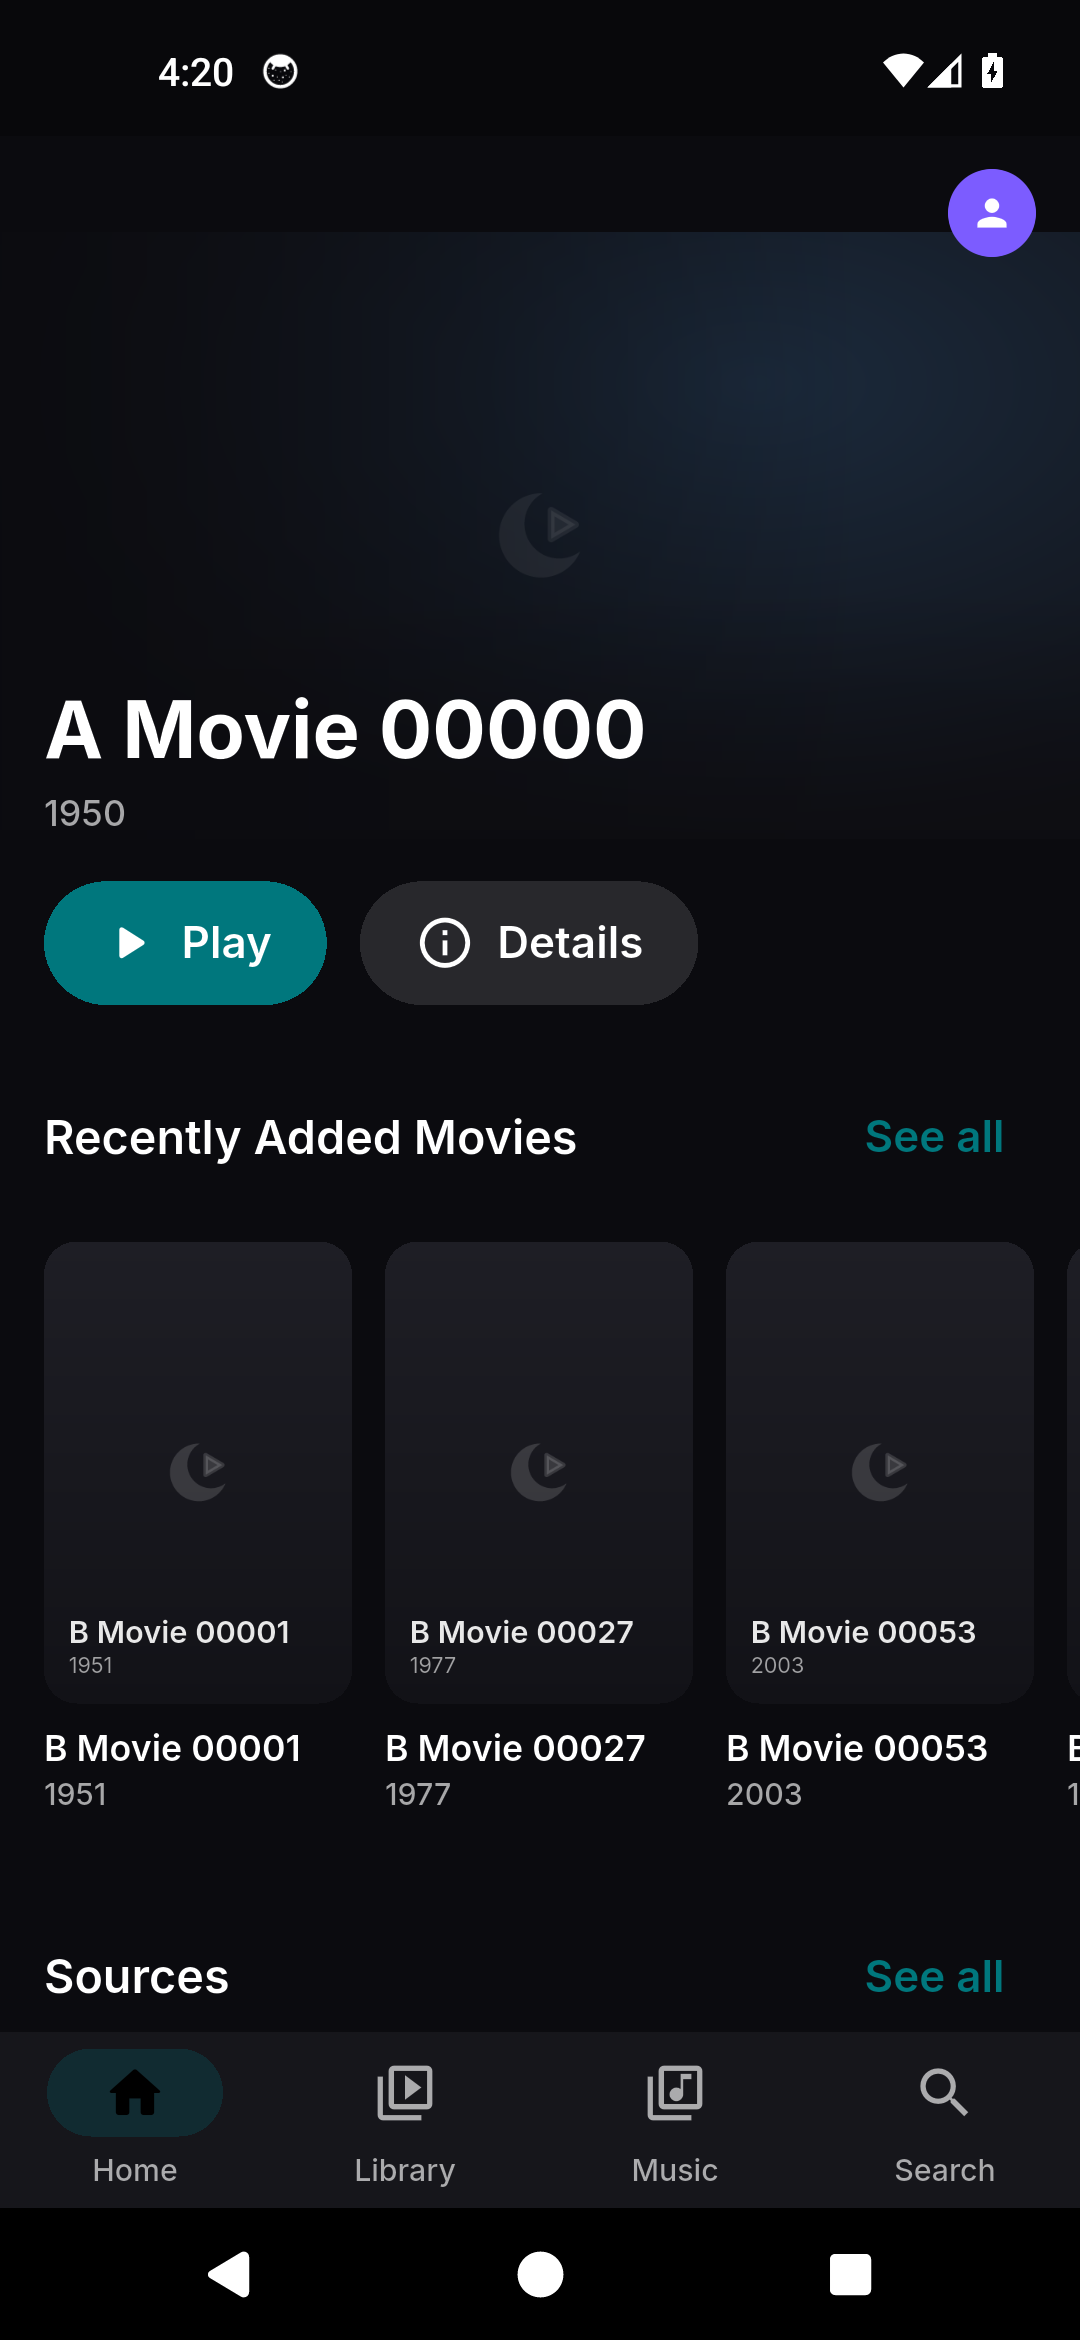 4:20
A Movie 00000
1950
Play
Details
Recently Added Movies
See all
B Movie 00001
1951
B Movie 00027
1977
B Movie 00053
2003
B Movie 00001
1951
B Movie 00027
1977
B Movie 00053
2003
Sources
See all
Home
Library
Music
Search